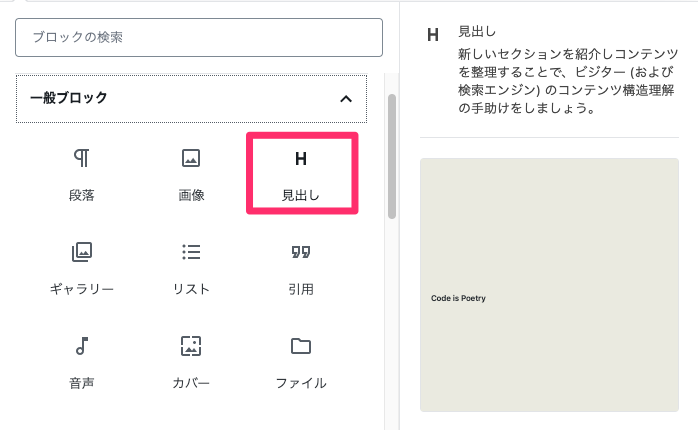 ブロックの検索
一般ブロック
段落
画像
H
見出し
ギャラリー
リスト
引用
音声
カバー
ファイル
H
見出し
新しいセクションを紹介しコンテンツ
を整理することで、ビジター (および
検索エンジン) のコンテンツ構造理解
の手助けをしましょう。
Code is Poetry